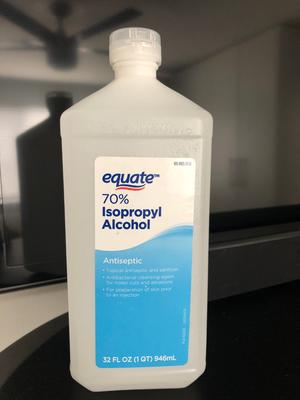 equate™
70%
Isopropyl
Alcohol
Antiseptic
• Topical antiseptic and sanitizer
• Antibacterial cleansing agent
for minor cuts and abrasions
• For preparation of skin prior
to an injection
32 FL OZ (1 QT) 946mL